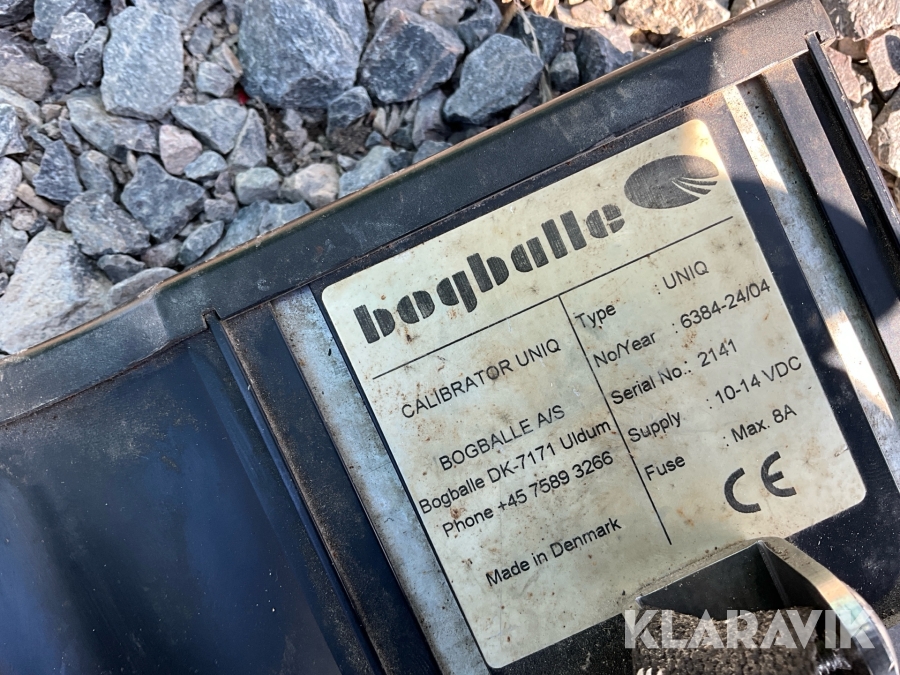 bogballe
CALIBRATOR UNIQ
BOGBALLE A/S
Bogballe DK-7171 Uldum
Phone +45 7589 3266
Made in Denmark
Type : UNIQ
No/Year : 6384-24/04
Serial No.: 2141
Supply : 10-14 VDC
Fuse : Max. 8A
CE
KLARAVIK